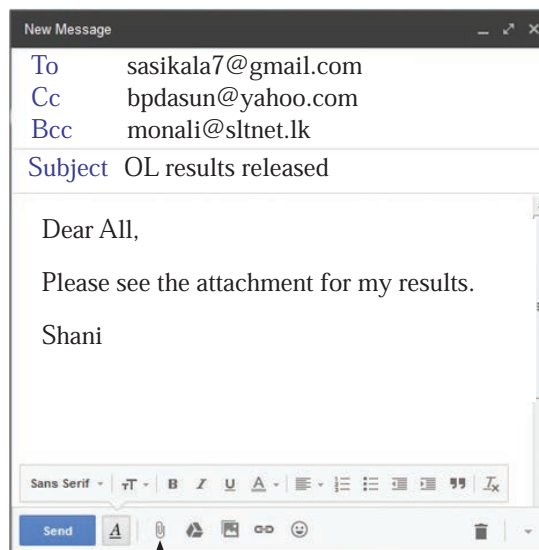 New Message
To sasikala7@gmail.com
Cc bpdasun@yahoo.com
Bcc monali@sltnet.lk
Subject OL results released
Dear All,
Please see the attachment for my results.
Shani
Sans Serif
Send A